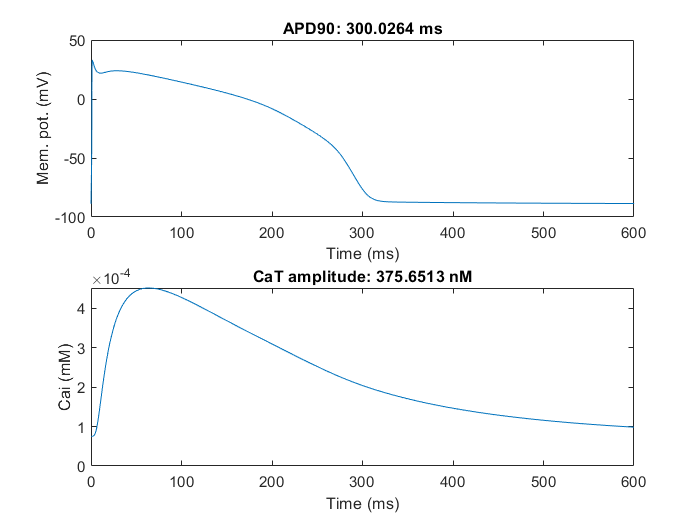 APD90: 300.0264 ms
50
0
-50
-100
Mem. pot. (mV)
0 100 200 300 400 500 600
Time (ms)
CaT amplitude: 375.6513 nM
×10-4
4
3
2
1
0
Cai (mM)
0 100 200 300 400 500 600
Time (ms)